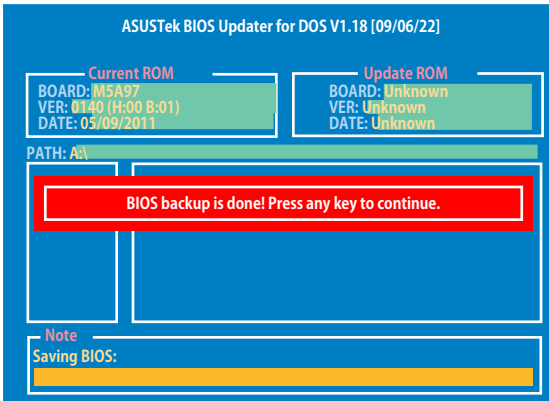 ASUSTek BIOS Updater for DOS V1.18 [09/06/22]
Current ROM
BOARD: M5A97
VER: 0140 (H:00 B:01)
DATE: 05/09/2011
Update ROM
BOARD: Unknown
VER: Unknown
DATE: Unknown
PATH: A:\
BIOS backup is done! Press any key to continue.
Note
Saving BIOS: